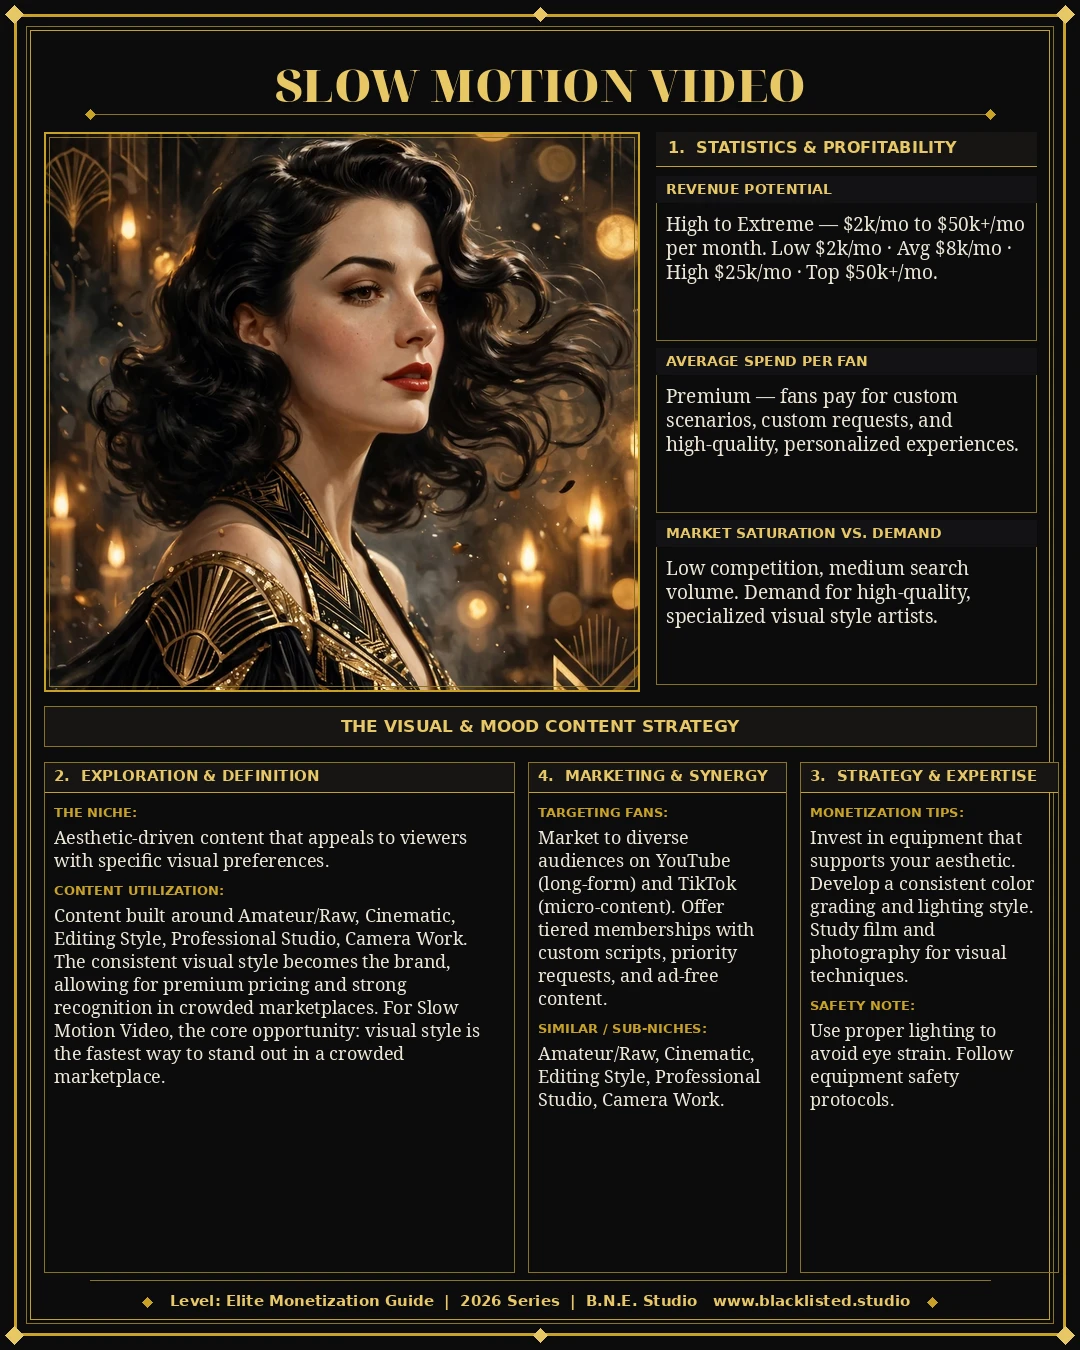 SLOW MOTION VIDEO
1. STATISTICS & PROFITABILITY
REVENUE POTENTIAL
High to Extreme — $2k/mo to $50k+/mo
per month. Low $2k/mo · Avg $8k/mo ·
High $25k/mo · Top $50k+/mo.
AVERAGE SPEND PER FAN
Premium — fans pay for custom
scenarios, custom requests, and
high-quality, personalized experiences.
MARKET SATURATION VS. DEMAND
Low competition, medium search
volume. Demand for high-quality,
specialized visual style artists.
THE VISUAL & MOOD CONTENT STRATEGY
2. EXPLORATION & DEFINITION
THE NICHE:
Aesthetic-driven content that appeals to viewers
with specific visual preferences.
CONTENT UTILIZATION:
Content built around Amateur/Raw, Cinematic,
Editing Style, Professional Studio, Camera Work.
The consistent visual style becomes the brand,
allowing for premium pricing and strong
recognition in crowded marketplaces. For Slow
Motion Video, the core opportunity: visual style is
the fastest way to stand out in a crowded
marketplace.
4. MARKETING & SYNERGY
TARGETING FANS:
Market to diverse
audiences on YouTube
(long-form) and TikTok
(micro-content). Offer
tiered memberships with
custom scripts, priority
requests, and ad-free
content.
SIMILAR / SUB-NICHES:
Amateur/Raw, Cinematic,
Editing Style, Professional
Studio, Camera Work.
3. STRATEGY & EXPERTISE
MONETIZATION TIPS:
Invest in equipment that
supports your aesthetic.
Develop a consistent color
grading and lighting style.
Study film and
photography for visual
techniques.
SAFETY NOTE:
Use proper lighting to
avoid eye strain. Follow
equipment safety
protocols.
Level: Elite Monetization Guide | 2026 Series | B.N.E. Studio www.blacklisted.studio